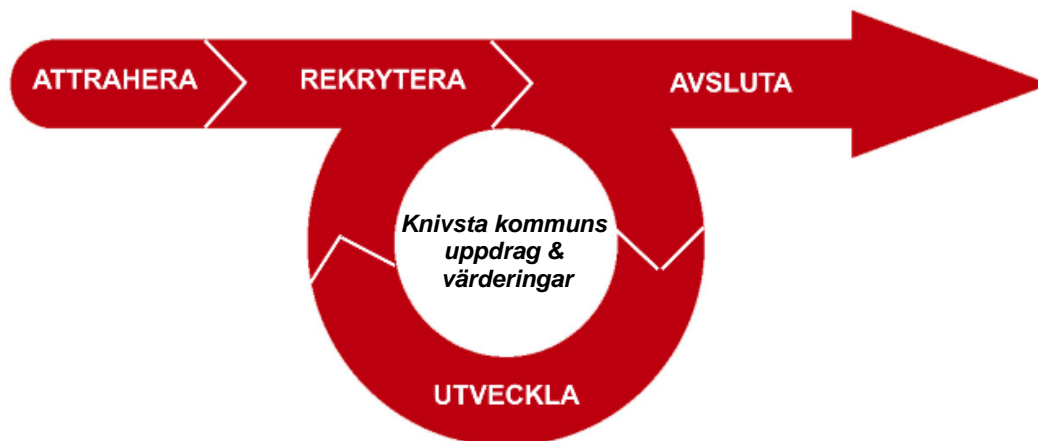 ATTRAHERA
REKRYTERA
AVSLUTA
Knivsta kommuns
uppdrag &
värderingar
UTVECKLA